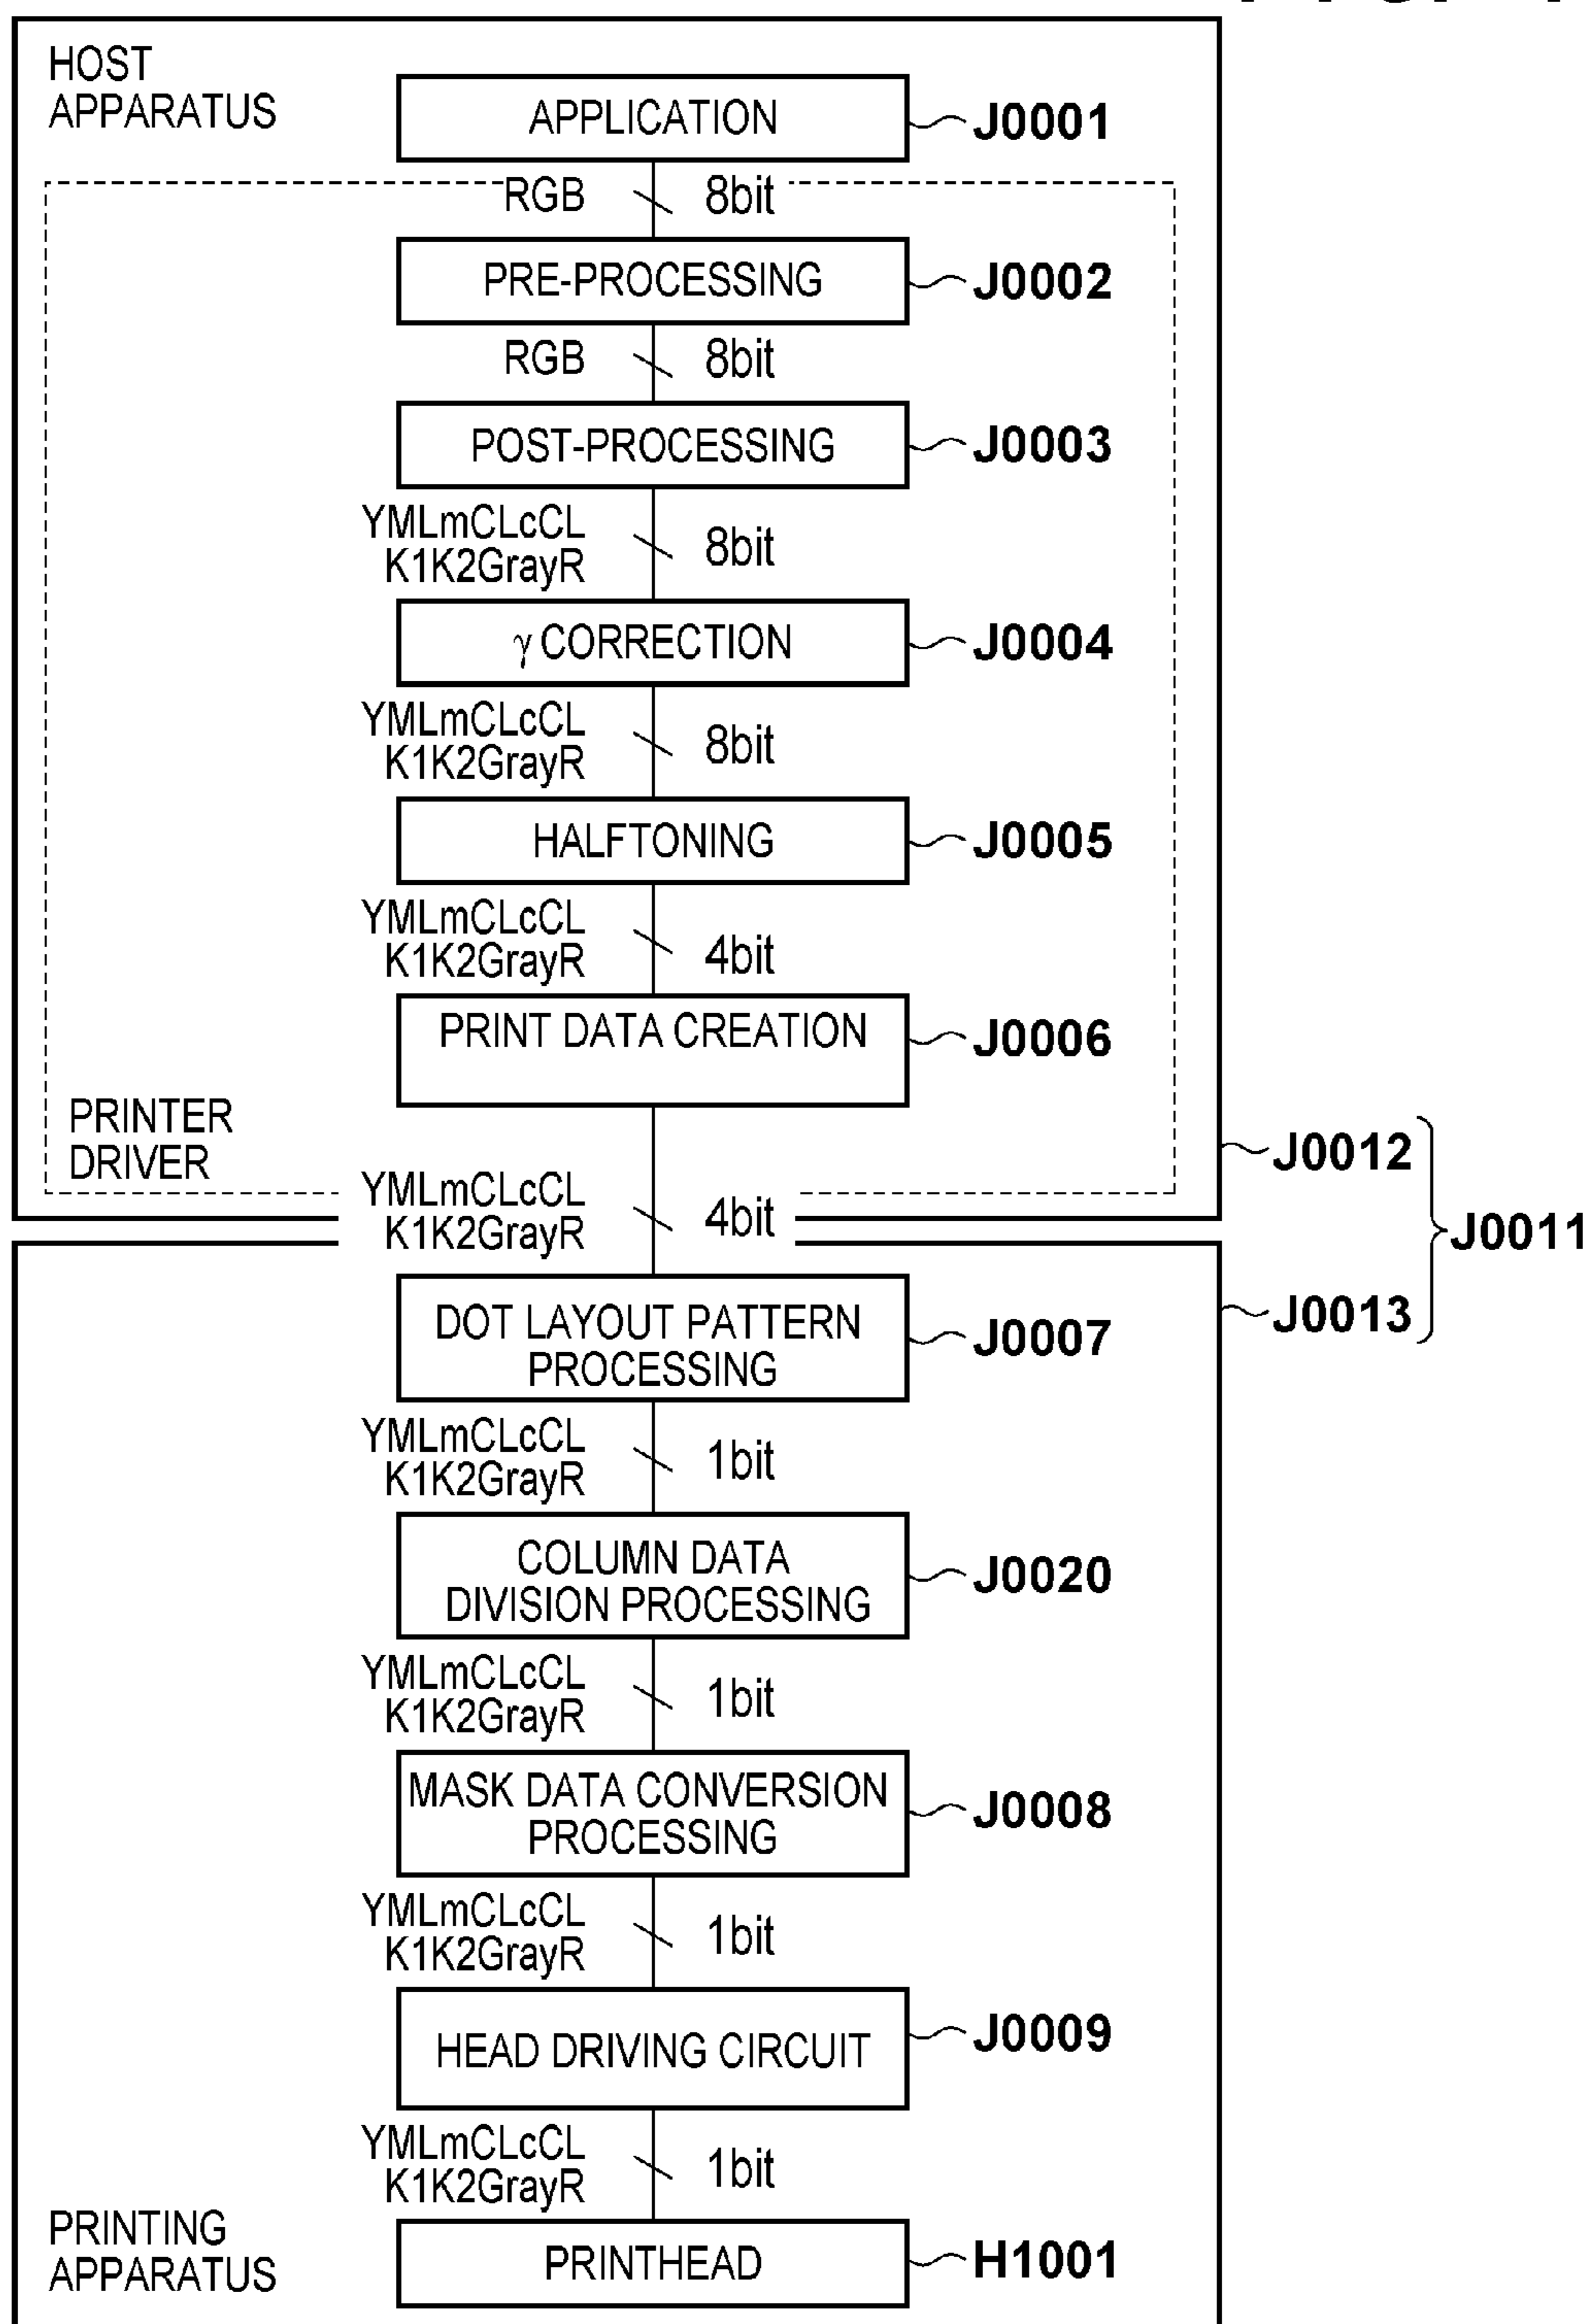 HOST
APPARATUS
APPLICATION
J0001
RGB 8bit
PRE-PROCESSING
J0002
RGB 8bit
POST-PROCESSING
J0003
YMLmCLcCL
K1K2GrayR
8bit
γ CORRECTION
J0004
YMLmCLcCL
K1K2GrayR
8bit
HALFTONING
J0005
YMLmCLcCL
K1K2GrayR
4bit
PRINT DATA CREATION
J0006
PRINTER
DRIVER
J0012
YMLmCLcCL
K1K2GrayR
4bit
J0011
J0013
DOT LAYOUT PATTERN
PROCESSING
J0007
YMLmCLcCL
K1K2GrayR
1bit
COLUMN DATA
DIVISION PROCESSING
J0020
YMLmCLcCL
K1K2GrayR
1bit
MASK DATA CONVERSION
PROCESSING
J0008
YMLmCLcCL
K1K2GrayR
1bit
HEAD DRIVING CIRCUIT
J0009
YMLmCLcCL
K1K2GrayR
1bit
PRINTING
APPARATUS
PRINTHEAD
H1001